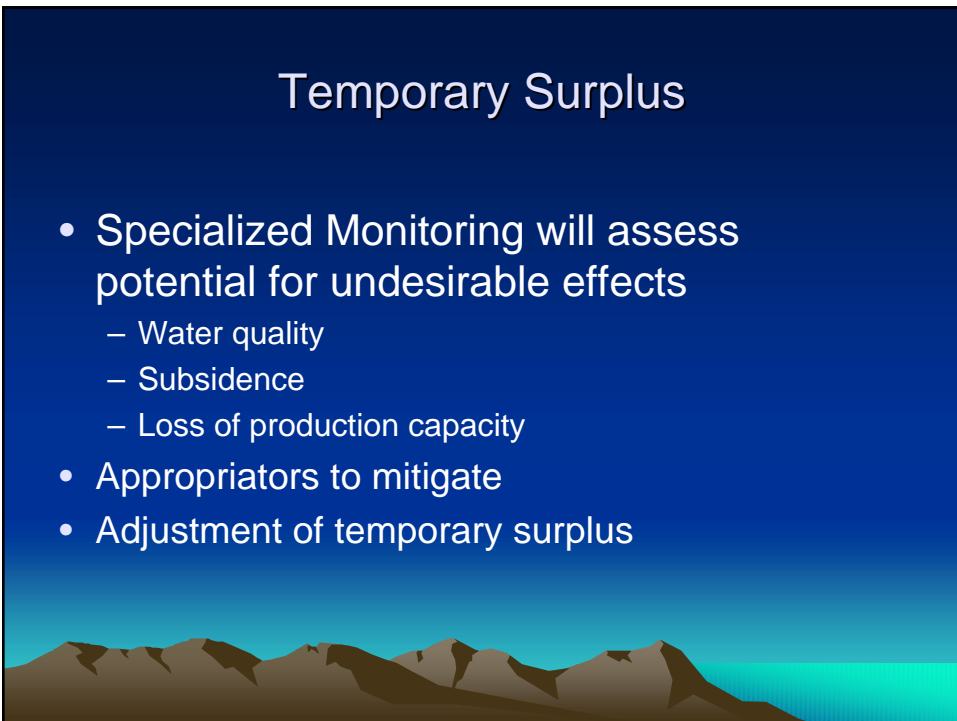 Temporary Surplus
• Specialized Monitoring will assess
potential for undesirable effects
– Water quality
– Subsidence
– Loss of production capacity
• Appropriators to mitigate
• Adjustment of temporary surplus